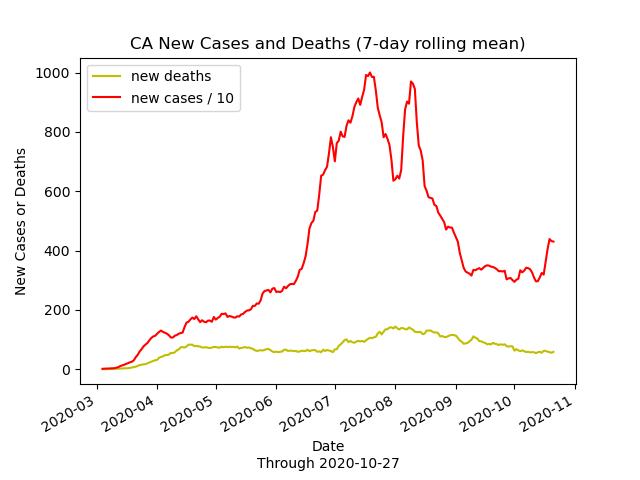 CA New Cases and Deaths (7-day rolling mean)
new deaths
new cases / 10
New Cases or Deaths
1000
800
600
400
200
0
2020-03
2020-04
2020-05
2020-06
2020-07
2020-08
2020-09
2020-10
2020-11
Date
Through 2020-10-27